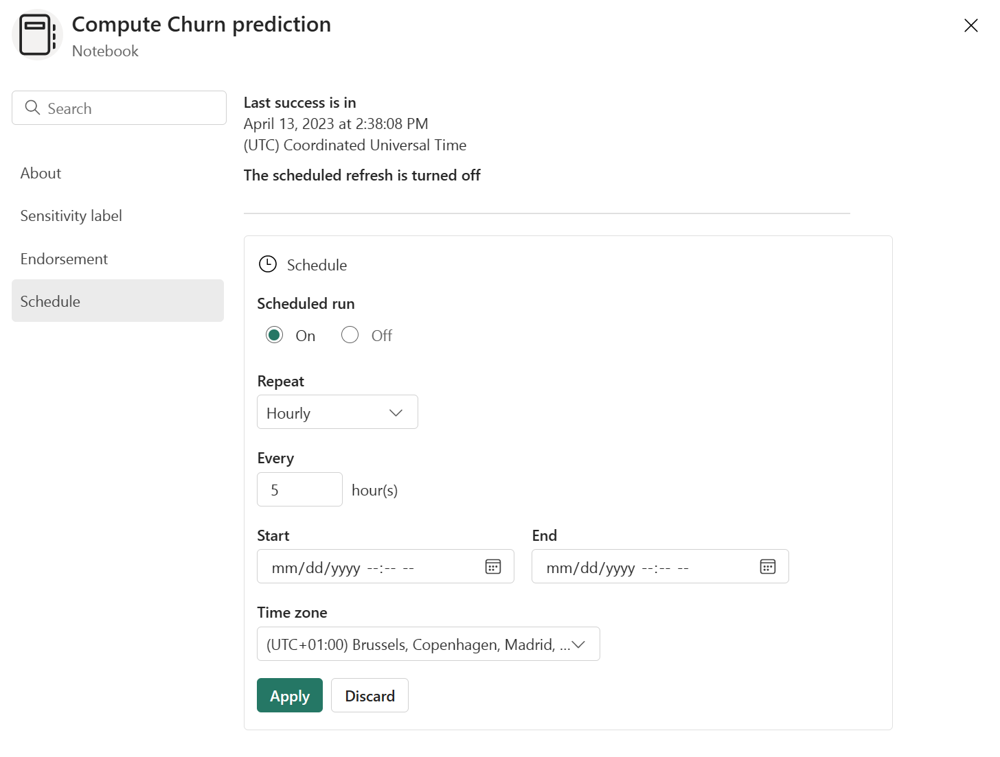 Compute Churn prediction
Notebook
Search
About
Sensitivity label
Endorsement
Schedule
Last success is in
April 13, 2023 at 2:38:08 PM
(UTC) Coordinated Universal Time
The scheduled refresh is turned off
Schedule
Scheduled run
On Off
Repeat
Hourly
Every
5 hour(s)
Start End
mm/dd/yyyy --:-- -- mm/dd/yyyy --:-- --
Time zone
(UTC+01:00) Brussels, Copenhagen, Madrid, ...
Apply Discard